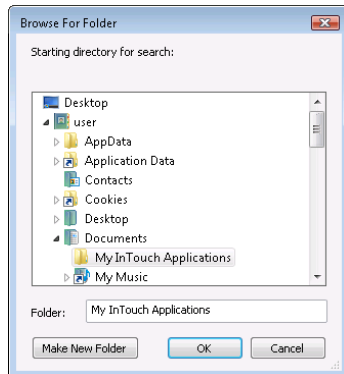 Browse For Folder
Starting directory for search:
Desktop
user
AppData
Application Data
Contacts
Cookies
Desktop
Documents
My InTouch Applications
My Music
Folder: My InTouch Applications
Make New Folder OK Cancel